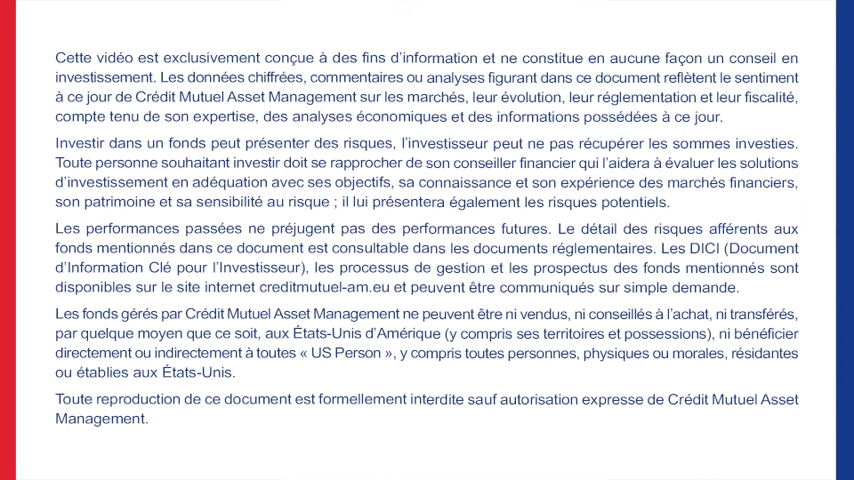 Cette vidéo est exclusivement conçue à des fins d'information et ne constitue en aucune façon un conseil en
investissement. Les données chiffrées, commentaires ou analyses figurant dans ce document reflètent le sentiment
à ce jour de Crédit Mutuel Asset Management sur les marchés, leur évolution, leur réglementation et leur fiscalité,
compte tenu de son expertise, des analyses économiques et des informations possédées à ce jour.
Investir dans un fonds peut présenter des risques, l'investisseur peut ne pas récupérer les sommes investies.
Toute personne souhaitant investir doit se rapprocher de son conseiller financier qui l'aidera à évaluer les solutions
d'investissement en adéquation avec ses objectifs, sa connaissance et son expérience des marchés financiers,
son patrimoine et sa sensibilité au risque ; il lui présentera également les risques potentiels.
Les performances passées ne préjugent pas des performances futures. Le détail des risques afférents aux
fonds mentionnés dans ce document est consultable dans les documents réglementaires. Les DICI (Document
d'Information Clé pour l'Investisseur), les processus de gestion et les prospectus des fonds mentionnés sont
disponibles sur le site internet creditmutuel-am.eu et peuvent être communiqués sur simple demande.
Les fonds gérés par Crédit Mutuel Asset Management ne peuvent être ni vendus, ni conseillés à l'achat, ni transférés,
par quelque moyen que ce soit, aux États-Unis d'Amérique (y compris ses territoires et possessions), ni bénéficier
directement ou indirectement à toutes « US Person », y compris toutes personnes, physiques ou morales, résidantes
ou établies aux États-Unis.
Toute reproduction de ce document est formellement interdite sauf autorisation expresse de Crédit Mutuel Asset
Management.